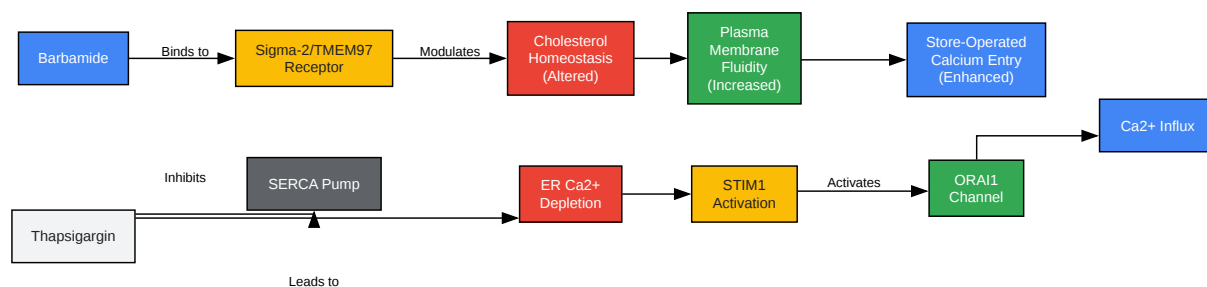 Barbamide
Binds to
Sigma-2/TMEM97
Receptor
Modulates
Cholesterol
Homeostasis
(Altered)
Plasma
Membrane
Fluidity
(Increased)
Store-Operated
Calcium Entry
(Enhanced)
Ca2+ Influx
Thapsigargin
Inhibits
SERCA Pump
Leads to
ER Ca2+
Depletion
STIM1
Activation
Activates
ORAI1
Channel